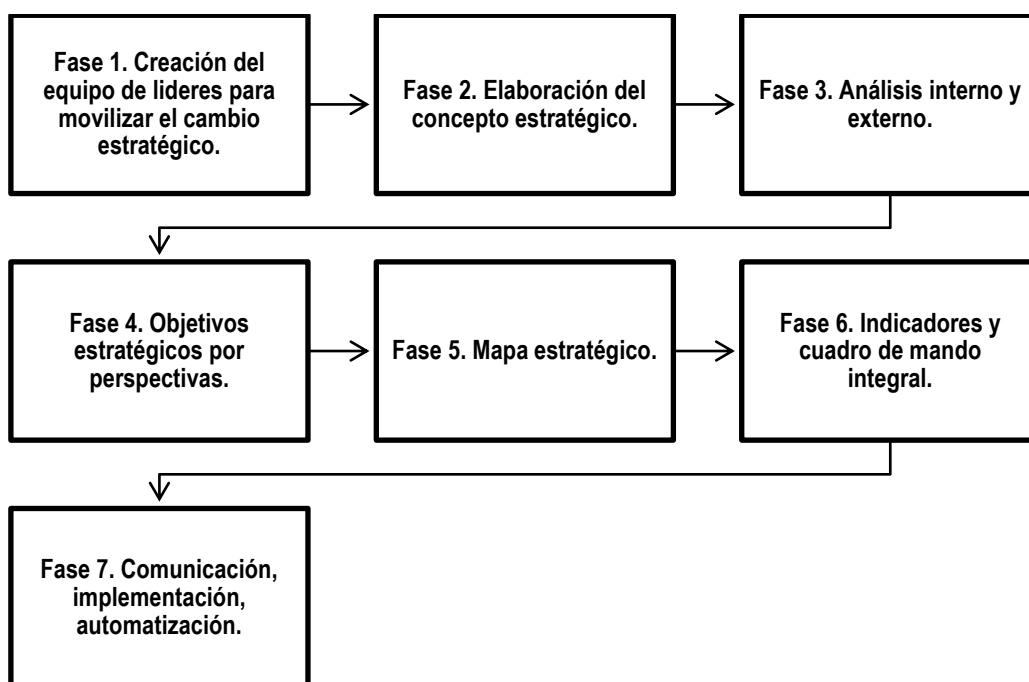 Fase 1. Creación del
equipo de lideres para
movilizar el cambio
estratégico.
Fase 2. Elaboración del
concepto estratégico.
Fase 3. Análisis interno y
externo.
Fase 4. Objetivos
estratégicos por
perspectivas.
Fase 5. Mapa estratégico.
Fase 6. Indicadores y
cuadro de mando
integral.
Fase 7. Comunicación,
implementación,
automatización.